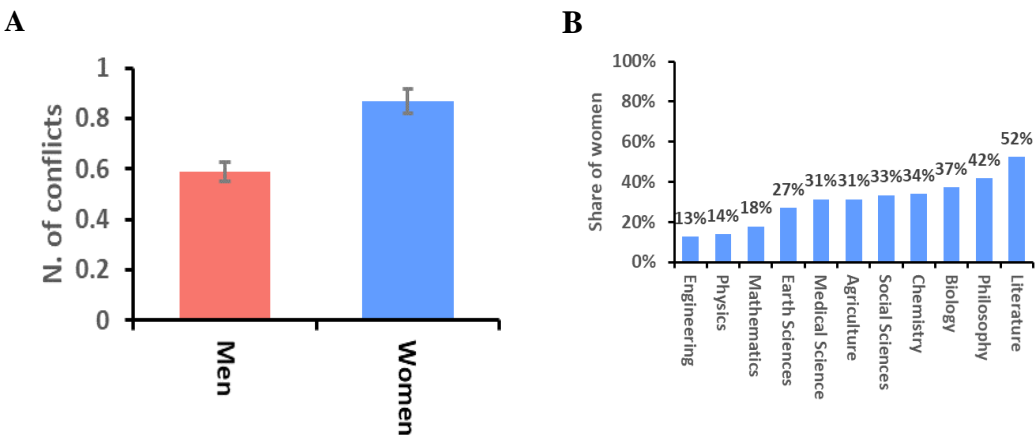 A
N. of conflicts
1
0.8
0.6
0.4
0.2
0
Men
Women
B
Share of women
100%
80%
60%
40%
20%
0%
13%
14%
18%
27%
31%
31%
33%
34%
37%
42%
52%
Engineering
Physics
Mathematics
Earth Sciences
Medical Science
Agriculture
Social Sciences
Chemistry
Biology
Philosophy
Literature